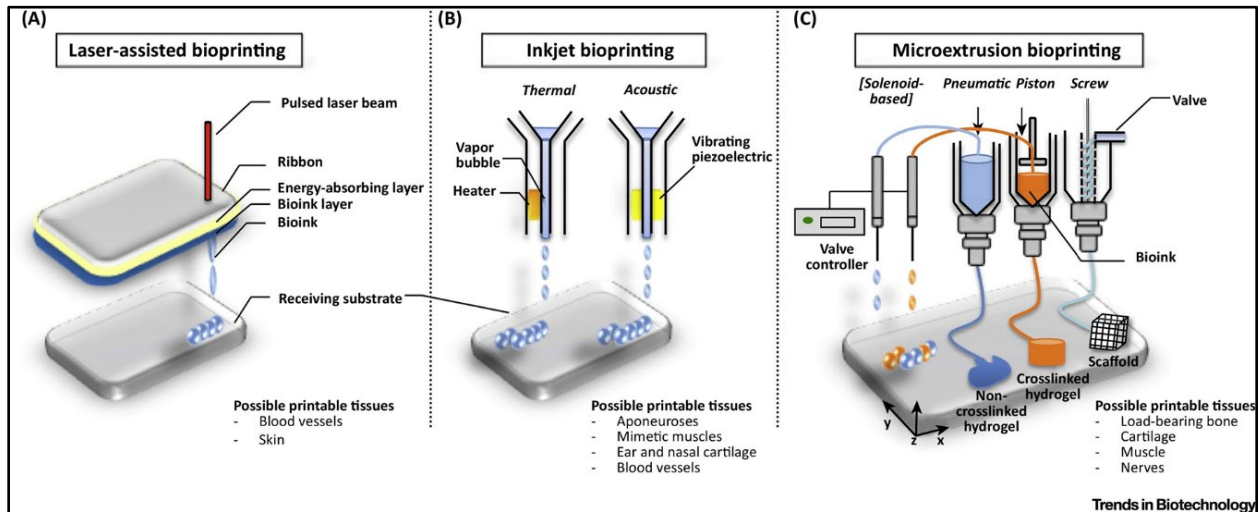 (A)
Laser-assisted bioprinting
Pulsed laser beam
Ribbon
Energy-absorbing layer
Bioink layer
Bioink
Receiving substrate
Possible printable tissues
- Blood vessels
- Skin
(B)
Inkjet bioprinting
Thermal
Acoustic
Vapor
bubble
Heater
Vibrating
piezoelectric
Possible printable tissues
- Aponeuroses
- Mimetic muscles
- Ear and nasal cartilage
- Blood vessels
(C)
Microextrusion bioprinting
[Solenoid-
based]
Pneumatic
Piston
Screw
Valve
Valve
controller
Bioink
Scaffold
Crosslinked
hydrogel
Non-
crosslinked
hydrogel
y
z
x
Possible printable tissues
- Load-bearing bone
- Cartilage
- Muscle
- Nerves
Trends in Biotechnology